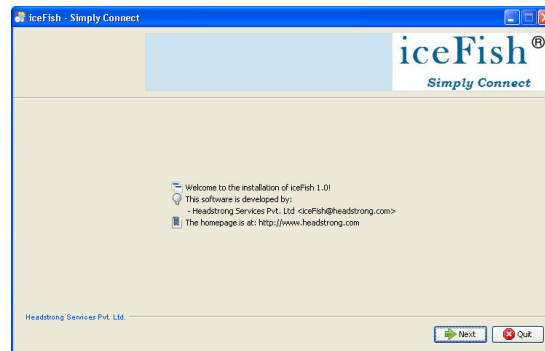 iceFish - Simply Connect
iceFish®
Simply Connect
Welcome to the installation of iceFish 1.0!
This software is developed by:
- Headstrong Services Pvt. Ltd <iceFish@headstrong.com>
The homepage is at: http://www.headstrong.com
Headstrong Services Pvt. Ltd.
Next
Quit